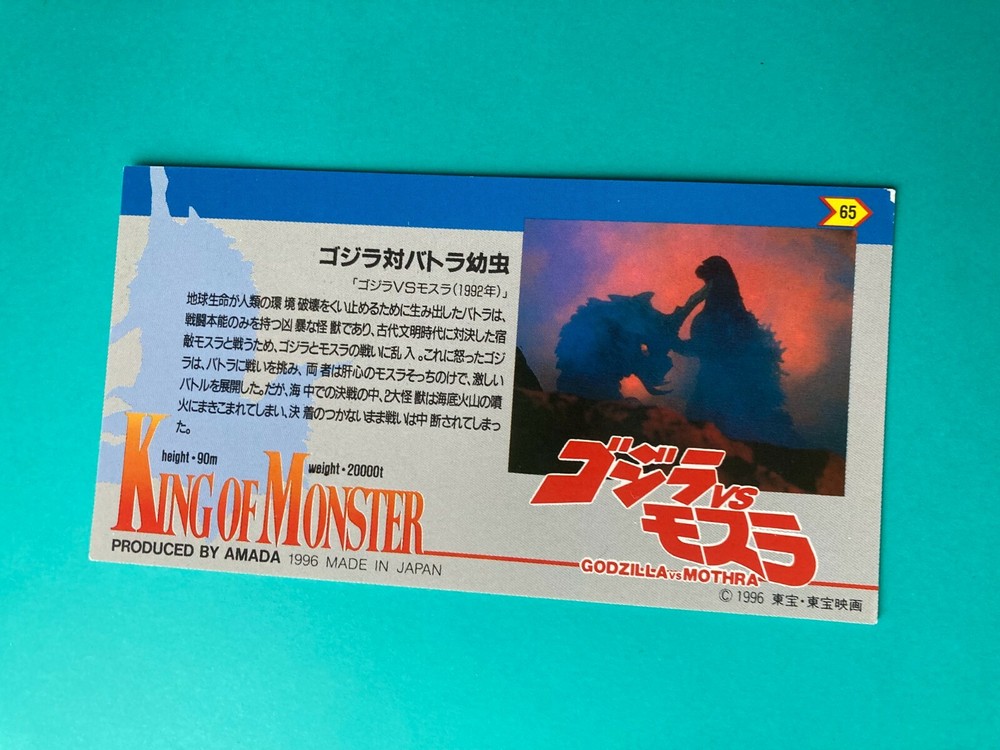 65
ゴジラ対バトラ幼虫
「ゴジラVSモスラ(1992年)」
地球生命が人類の環境破壊をくい止めるために生み出したバトラは、
戦闘本能のみを持つ凶暴な怪獣であり、古代文明時代に対決した宿
敵モスラと戦うため、ゴジラとモスラの戦いに乱入。これに怒ったゴジ
ラは、バトラに戦いを挑み、両者は肝心のモスラそっちのけで、激しい
バトルを展開した。だが、海中での決戦の中、2大怪獣は海底火山の噴
火にまきこまれてしまい、決着のつかないまま戦いは中断されてしまっ
た。
height・90m
weight・20000t
KING OF MONSTER
PRODUCED BY AMADA 1996 MADE IN JAPAN
ゴジラVS
モスラ
GODZILLA vs MOTHRA
© 1996 東宝・東宝映画